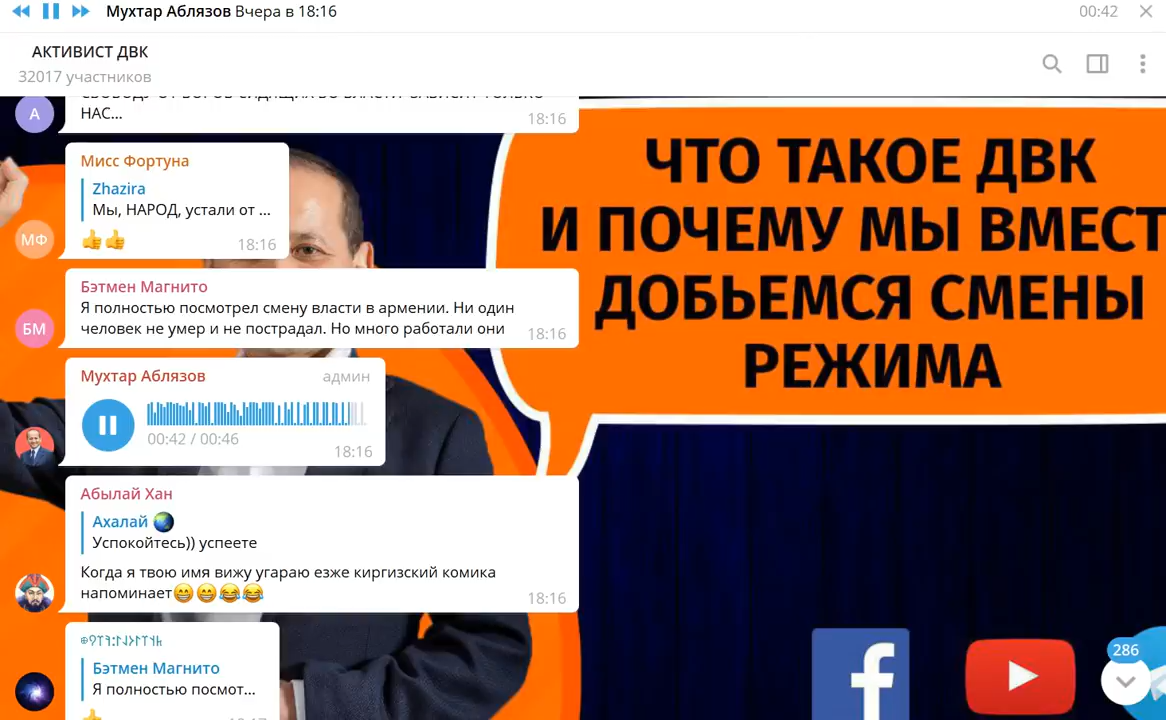 Мухтар Аблязов Вчера в 18:16
00:42
АКТИВИСТ ДВК
32017 участников
А
НАС...
18:16
Мисс Фортуна
Zhazira
Мы, НАРОД, устали от ...
МФ
18:16
Бэтмен Магнито
Я полностью посмотрел смену власти в армении. Ни один
человек не умер и не пострадал. Но много работали они
БМ
18:16
Мухтар Аблязов
админ
00:42 / 00:46
18:16
Абылай Хан
Ахалай
Успокойтесь)) успеете
Когда я твою имя вижу угараю езже киргизский комика
напоминает
18:16
Бэтмен Магнито
Я полностью посмот...
ЧТО ТАКОЕ ДВК
И ПОЧЕМУ МЫ ВМЕСТ
ДОБЬЕМСЯ СМЕНЫ
РЕЖИМА
f
286